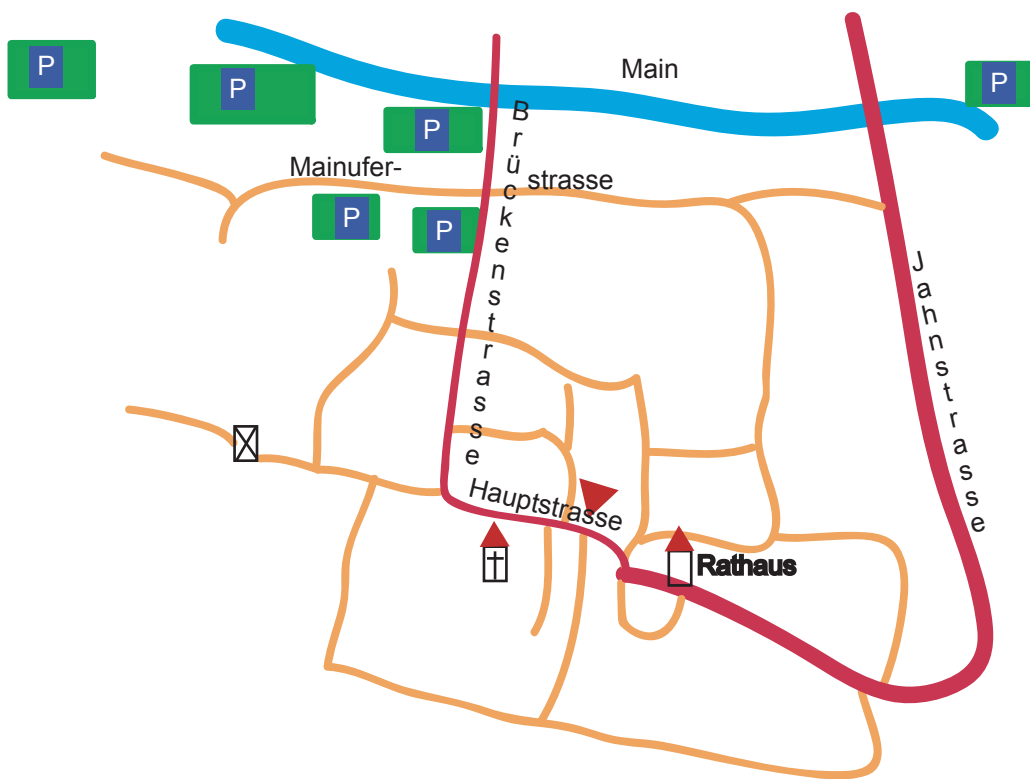 P
P
P
P
P
P
Main
Brückenstrasse
Mainufer-
strasse
Jahnstrasse
Hauptstrasse
Rathaus